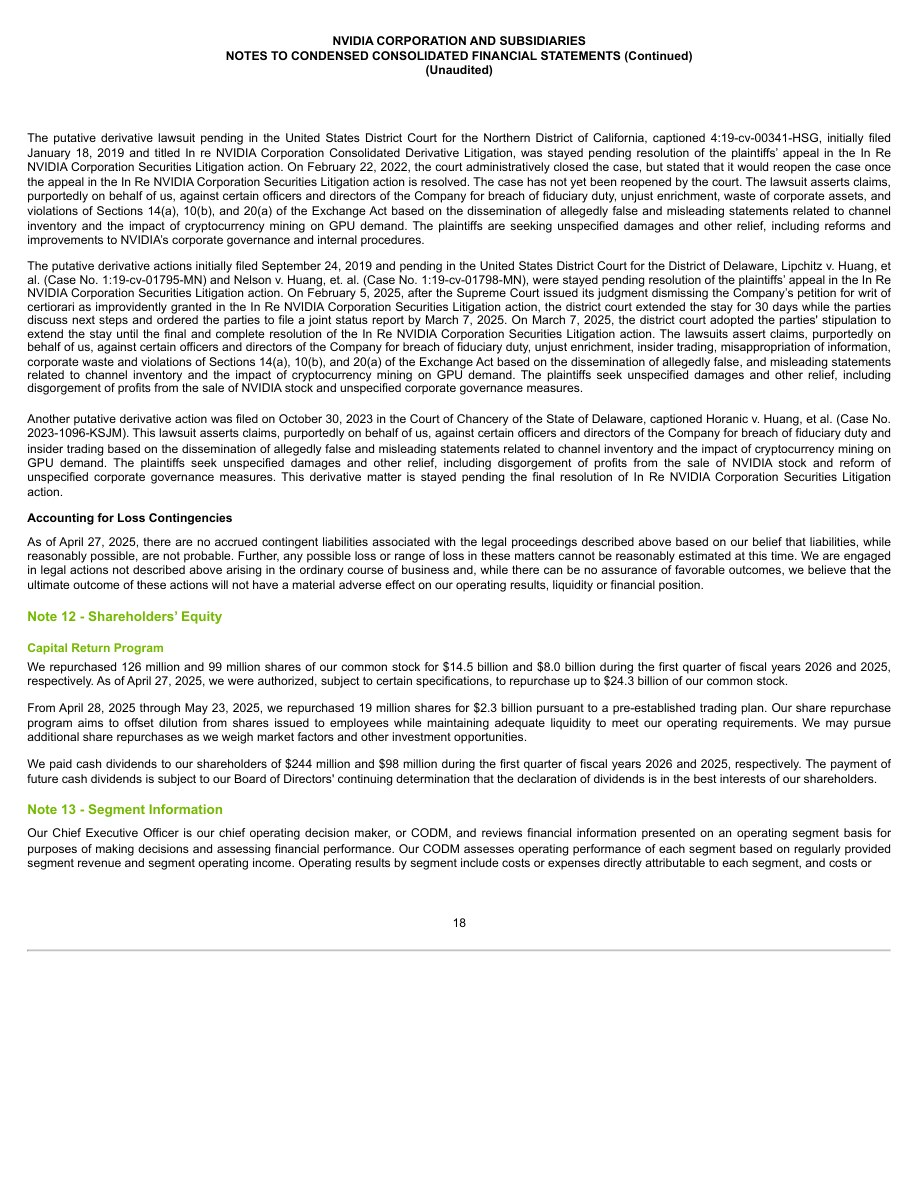 NVIDIA CORPORATION AND SUBSIDIARIES
NOTES TO CONDENSED CONSOLIDATED FINANCIAL STATEMENTS (Continued)
(Unaudited)
The putative derivative lawsuit pending in the United States District Court for the Northern District of California, captioned 4:19-cv-00341-HSG, initially filed
January 18, 2019 and titled In re NVIDIA Corporation Consolidated Derivative Litigation, was stayed pending resolution of the plaintiffs’ appeal in the In Re
NVIDIA Corporation Securities Litigation action. On February 22, 2022, the court administratively closed the case, but stated that it would reopen the case once
the appeal in the In Re NVIDIA Corporation Securities Litigation action is resolved. The case has not yet been reopened by the court. The lawsuit asserts claims,
purportedly on behalf of us, against certain officers and directors of the Company for breach of fiduciary duty, unjust enrichment, waste of corporate assets, and
violations of Sections 14(a), 10(b), and 20(a) of the Exchange Act based on the dissemination of allegedly false and misleading statements related to channel
inventory and the impact of cryptocurrency mining on GPU demand. The plaintiffs are seeking unspecified damages and other relief, including reforms and
improvements to NVIDIA’s corporate governance and internal procedures.
The putative derivative actions initially filed September 24, 2019 and pending in the United States District Court for the District of Delaware, Lipchitz v. Huang, et
al. (Case No. 1:19-cv-01795-MN) and Nelson v. Huang, et. al. (Case No. 1:19-cv-01798-MN), were stayed pending resolution of the plaintiffs’ appeal in the In Re
NVIDIA Corporation Securities Litigation action. On February 5, 2025, after the Supreme Court issued its judgment dismissing the Company’s petition for writ of
certiorari as improvidently granted in the In Re NVIDIA Corporation Securities Litigation action, the district court extended the stay for 30 days while the parties
discuss next steps and ordered the parties to file a joint status report by March 7, 2025. On March 7, 2025, the district court adopted the parties' stipulation to
extend the stay until the final and complete resolution of the In Re NVIDIA Corporation Securities Litigation action. The lawsuits assert claims, purportedly on
behalf of us, against certain officers and directors of the Company for breach of fiduciary duty, unjust enrichment, insider trading, misappropriation of information,
corporate waste and violations of Sections 14(a), 10(b), and 20(a) of the Exchange Act based on the dissemination of allegedly false, and misleading statements
related to channel inventory and the impact of cryptocurrency mining on GPU demand. The plaintiffs seek unspecified damages and other relief, including
disgorgement of profits from the sale of NVIDIA stock and unspecified corporate governance measures.
Another putative derivative action was filed on October 30, 2023 in the Court of Chancery of the State of Delaware, captioned Horanic v. Huang, et al. (Case No.
2023-1096-KSJM). This lawsuit asserts claims, purportedly on behalf of us, against certain officers and directors of the Company for breach of fiduciary duty and
insider trading based on the dissemination of allegedly false and misleading statements related to channel inventory and the impact of cryptocurrency mining on
GPU demand. The plaintiffs seek unspecified damages and other relief, including disgorgement of profits from the sale of NVIDIA stock and reform of
unspecified corporate governance measures. This derivative matter is stayed pending the final resolution of In Re NVIDIA Corporation Securities Litigation
action.
Accounting for Loss Contingencies
As of April 27, 2025, there are no accrued contingent liabilities associated with the legal proceedings described above based on our belief that liabilities, while
reasonably possible, are not probable. Further, any possible loss or range of loss in these matters cannot be reasonably estimated at this time. We are engaged
in legal actions not described above arising in the ordinary course of business and, while there can be no assurance of favorable outcomes, we believe that the
ultimate outcome of these actions will not have a material adverse effect on our operating results, liquidity or financial position.
Note 12 - Shareholders’ Equity
Capital Return Program
We repurchased 126 million and 99 million shares of our common stock for $14.5 billion and $8.0 billion during the first quarter of fiscal years 2026 and 2025,
respectively. As of April 27, 2025, we were authorized, subject to certain specifications, to repurchase up to $24.3 billion of our common stock.
From April 28, 2025 through May 23, 2025, we repurchased 19 million shares for $2.3 billion pursuant to a pre-established trading plan. Our share repurchase
program aims to offset dilution from shares issued to employees while maintaining adequate liquidity to meet our operating requirements. We may pursue
additional share repurchases as we weigh market factors and other investment opportunities.
We paid cash dividends to our shareholders of $244 million and $98 million during the first quarter of fiscal years 2026 and 2025, respectively. The payment of
future cash dividends is subject to our Board of Directors' continuing determination that the declaration of dividends is in the best interests of our shareholders.
Note 13 - Segment Information
Our Chief Executive Officer is our chief operating decision maker, or CODM, and reviews financial information presented on an operating segment basis for
purposes of making decisions and assessing financial performance. Our CODM assesses operating performance of each segment based on regularly provided
segment revenue and segment operating income. Operating results by segment include costs or expenses directly attributable to each segment, and costs or
18